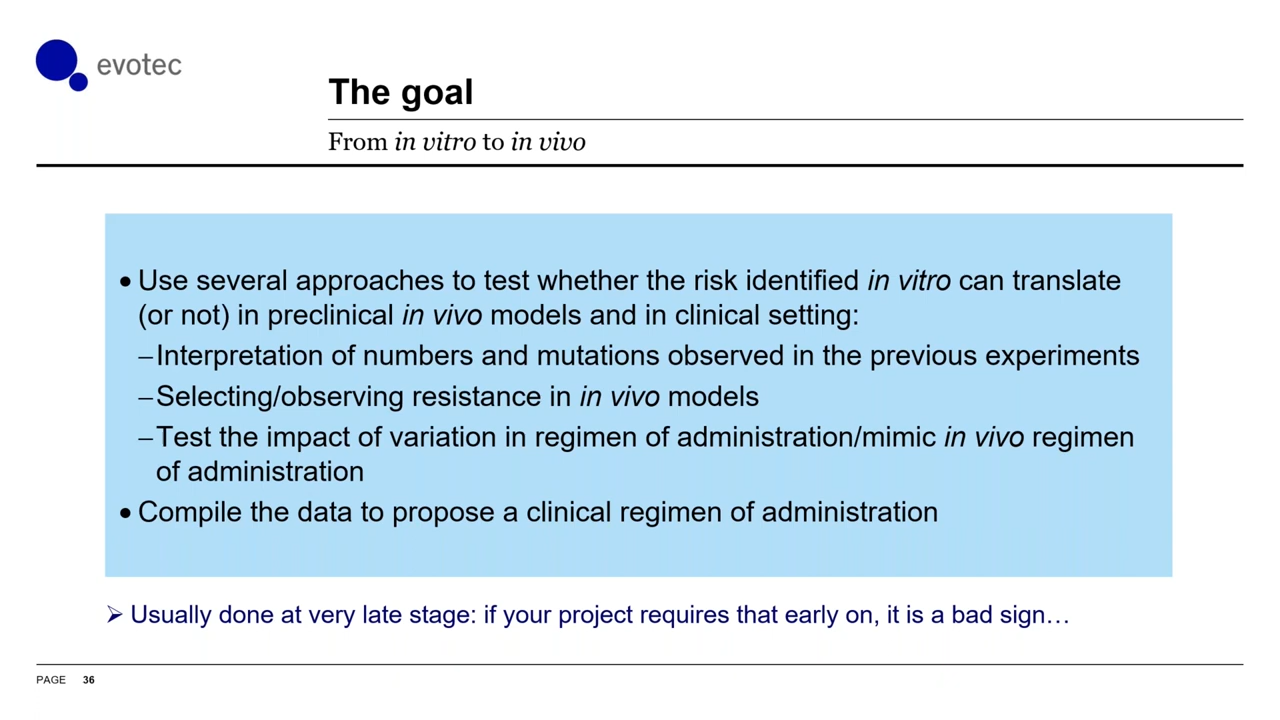 evotec
The goal
From in vitro to in vivo
• Use several approaches to test whether the risk identified in vitro can translate
(or not) in preclinical in vivo models and in clinical setting:
–Interpretation of numbers and mutations observed in the previous experiments
–Selecting/observing resistance in in vivo models
–Test the impact of variation in regimen of administration/mimic in vivo regimen
of administration
• Compile the data to propose a clinical regimen of administration
➢ Usually done at very late stage: if your project requires that early on, it is a bad sign…
PAGE 36